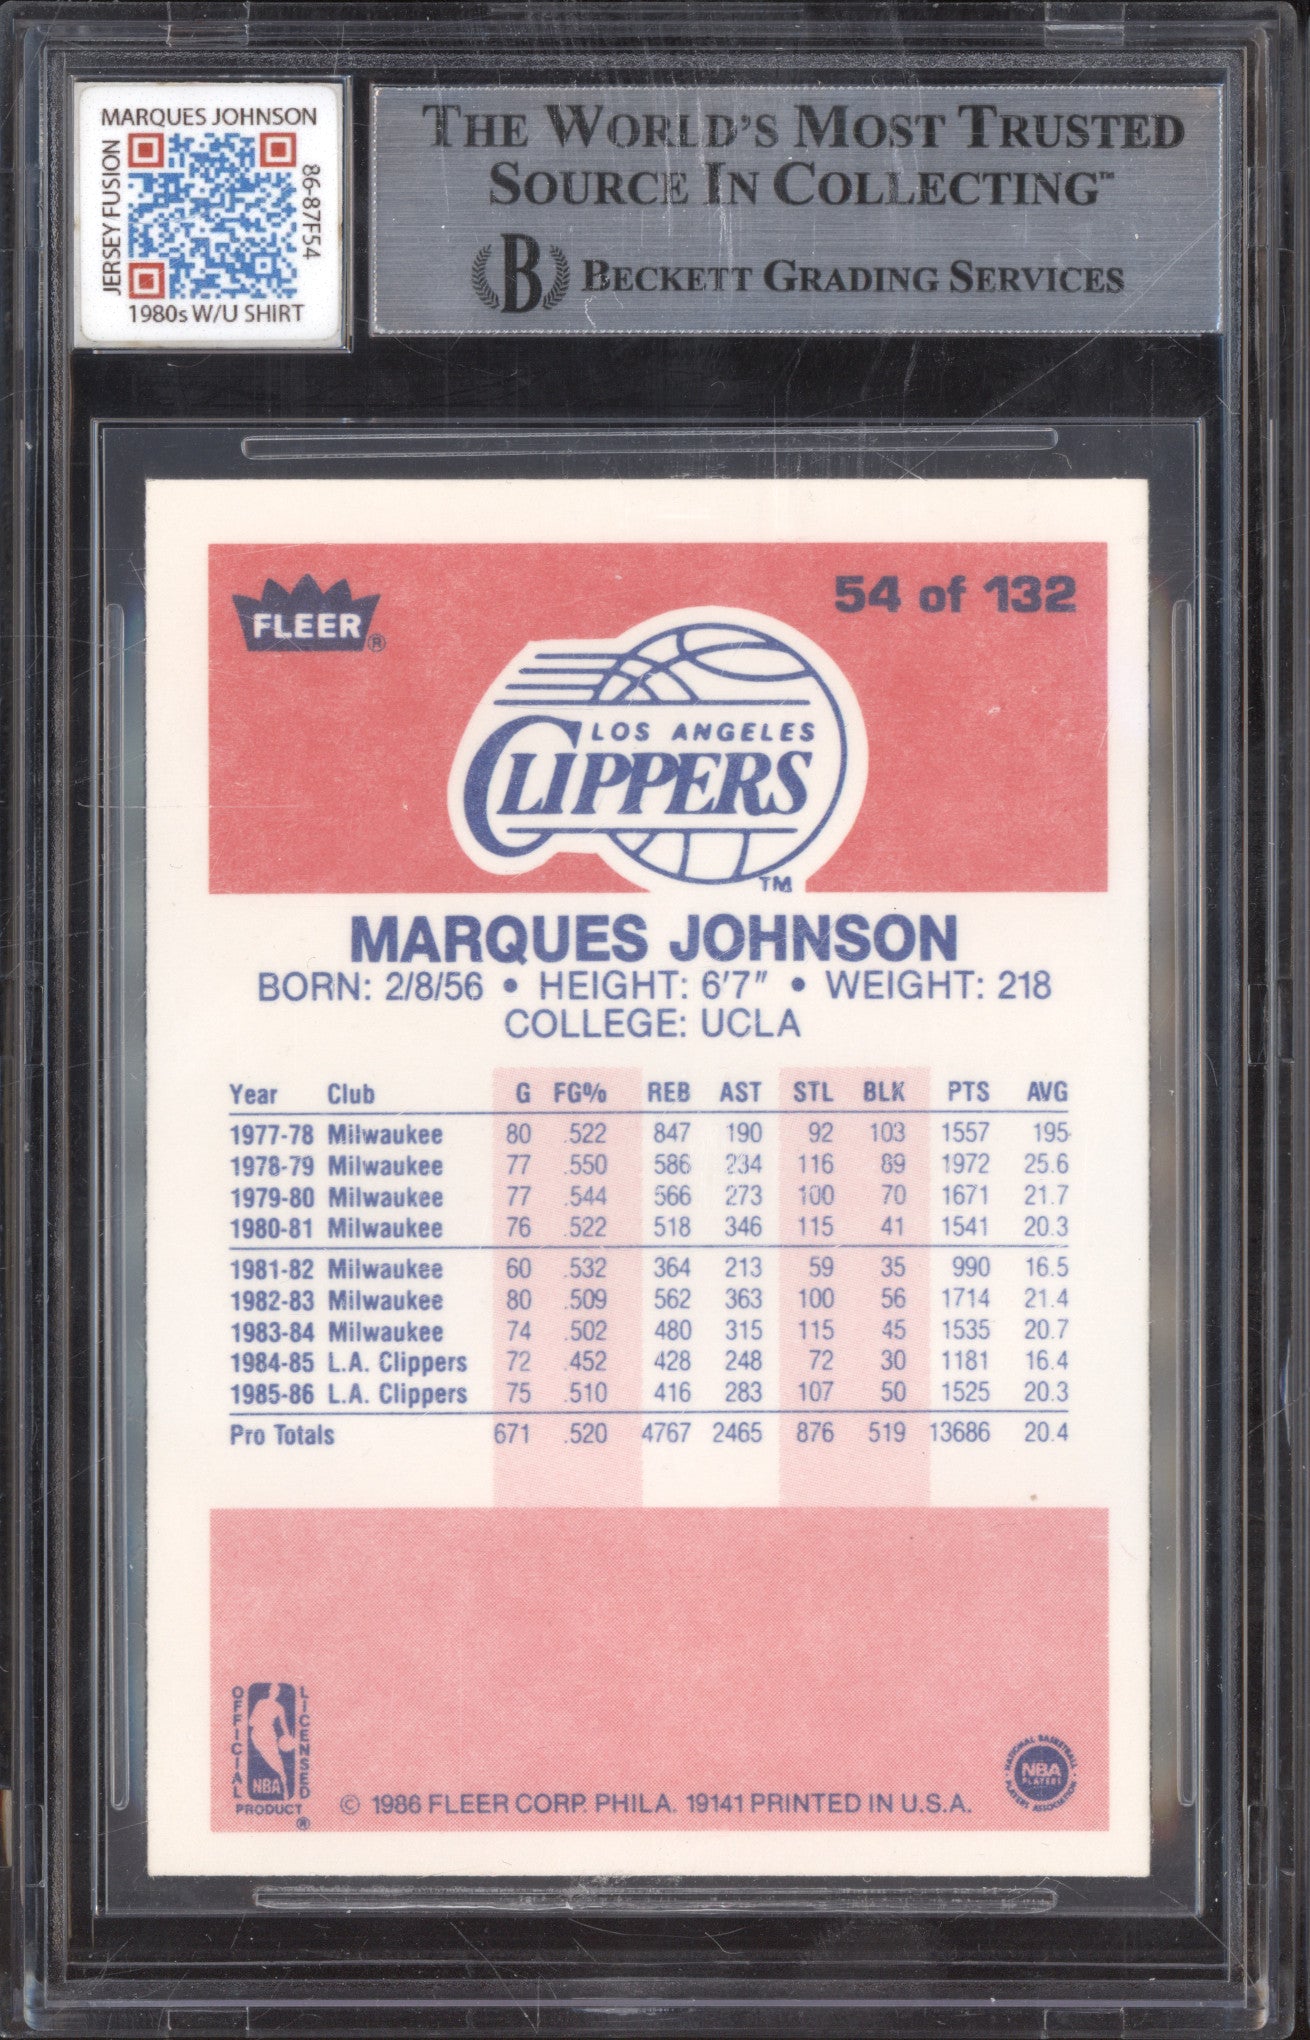 MARQUES JOHNSON
JERSEY FUSION
86-87F54
1980s W/U SHIRT
THE WORLD'S MOST TRUSTED
SOURCE IN COLLECTING™
B BECKETT GRADING SERVICES
FLEER®
54 of 132
LOS ANGELES
CLIPPERS
TM
MARQUES JOHNSON
BORN: 2/8/56 • HEIGHT: 6'7" • WEIGHT: 218
COLLEGE: UCLA
Year Club G FG% REB AST STL BLK PTS AVG
1977-78 Milwaukee 80 .522 847 190 92 103 1557 195
1978-79 Milwaukee 77 .550 586 234 116 89 1972 25.6
1979-80 Milwaukee 77 .544 566 273 100 70 1671 21.7
1980-81 Milwaukee 76 .522 518 346 115 41 1541 20.3
1981-82 Milwaukee 60 .532 364 213 59 35 990 16.5
1982-83 Milwaukee 80 .509 562 363 100 56 1714 21.4
1983-84 Milwaukee 74 .502 480 315 115 45 1535 20.7
1984-85 L.A. Clippers 72 .452 428 248 72 30 1181 16.4
1985-86 L.A. Clippers 75 .510 416 283 107 50 1525 20.3
Pro Totals 671 .520 4767 2465 876 519 13686 20.4
OFFICIAL
LICENSED
NBA
PRODUCT
®
© 1986 FLEER CORP. PHILA. 19141 PRINTED IN U.S.A.
NATIONAL BASKETBALL
NBA
PLAYERS
PLAYERS ASSOCIATION